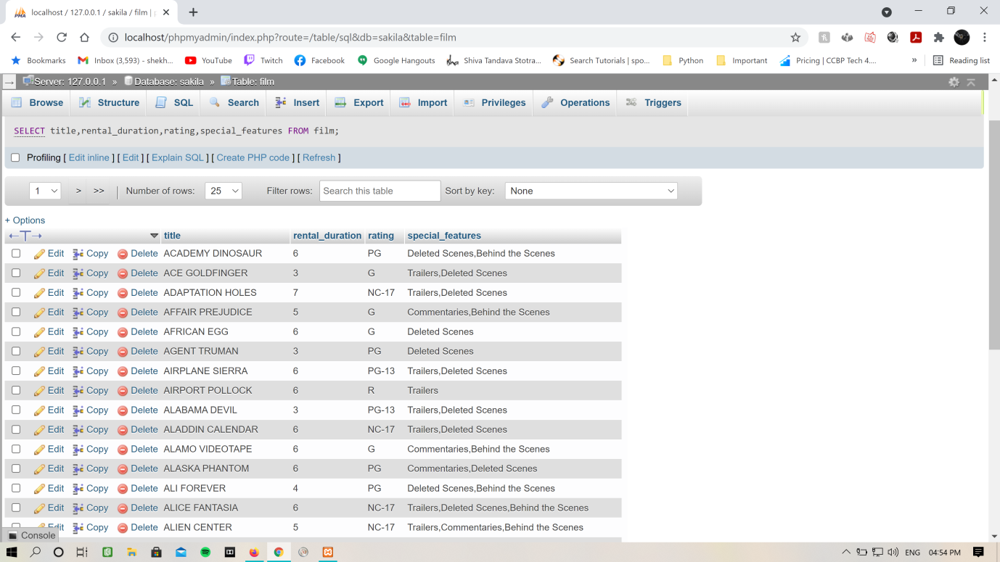 localhost / 127.0.0.1 / sakila / film |
localhost/phpmyadmin/index.php?route=/table/sql&db=sakila&table=film
Bookmarks Inbox (3,593) - shekh... YouTube Twitch Facebook Google Hangouts Shiva Tandava Stotra... Search Tutorials | spo... Python Important Pricing | CCBP Tech 4.... » Reading list
Server: 127.0.0.1 » Database: sakila » Table: film
Browse Structure SQL Search Insert Export Import Privileges Operations Triggers
SELECT title,rental_duration,rating,special_features FROM film;
Profiling [ Edit inline ] [ Edit ] [ Explain SQL ] [ Create PHP code ] [ Refresh ]
1 > >> | Number of rows: 25 Filter rows: Search this table Sort by key: None
+ Options
←T→ title rental_duration rating special_features
Edit Copy Delete ACADEMY DINOSAUR 6 PG Deleted Scenes,Behind the Scenes
Edit Copy Delete ACE GOLDFINGER 3 G Trailers,Deleted Scenes
Edit Copy Delete ADAPTATION HOLES 7 NC-17 Trailers,Deleted Scenes
Edit Copy Delete AFFAIR PREJUDICE 5 G Commentaries,Behind the Scenes
Edit Copy Delete AFRICAN EGG 6 G Deleted Scenes
Edit Copy Delete AGENT TRUMAN 3 PG Deleted Scenes
Edit Copy Delete AIRPLANE SIERRA 6 PG-13 Trailers,Deleted Scenes
Edit Copy Delete AIRPORT POLLOCK 6 R Trailers
Edit Copy Delete ALABAMA DEVIL 3 PG-13 Trailers,Deleted Scenes
Edit Copy Delete ALADDIN CALENDAR 6 NC-17 Trailers,Deleted Scenes
Edit Copy Delete ALAMO VIDEOTAPE 6 G Commentaries,Behind the Scenes
Edit Copy Delete ALASKA PHANTOM 6 PG Commentaries,Deleted Scenes
Edit Copy Delete ALI FOREVER 4 PG Deleted Scenes,Behind the Scenes
Edit Copy Delete ALICE FANTASIA 6 NC-17 Trailers,Deleted Scenes,Behind the Scenes
Edit Copy Delete ALIEN CENTER 5 NC-17 Trailers,Commentaries,Behind the Scenes
Console
ENG 04:54 PM